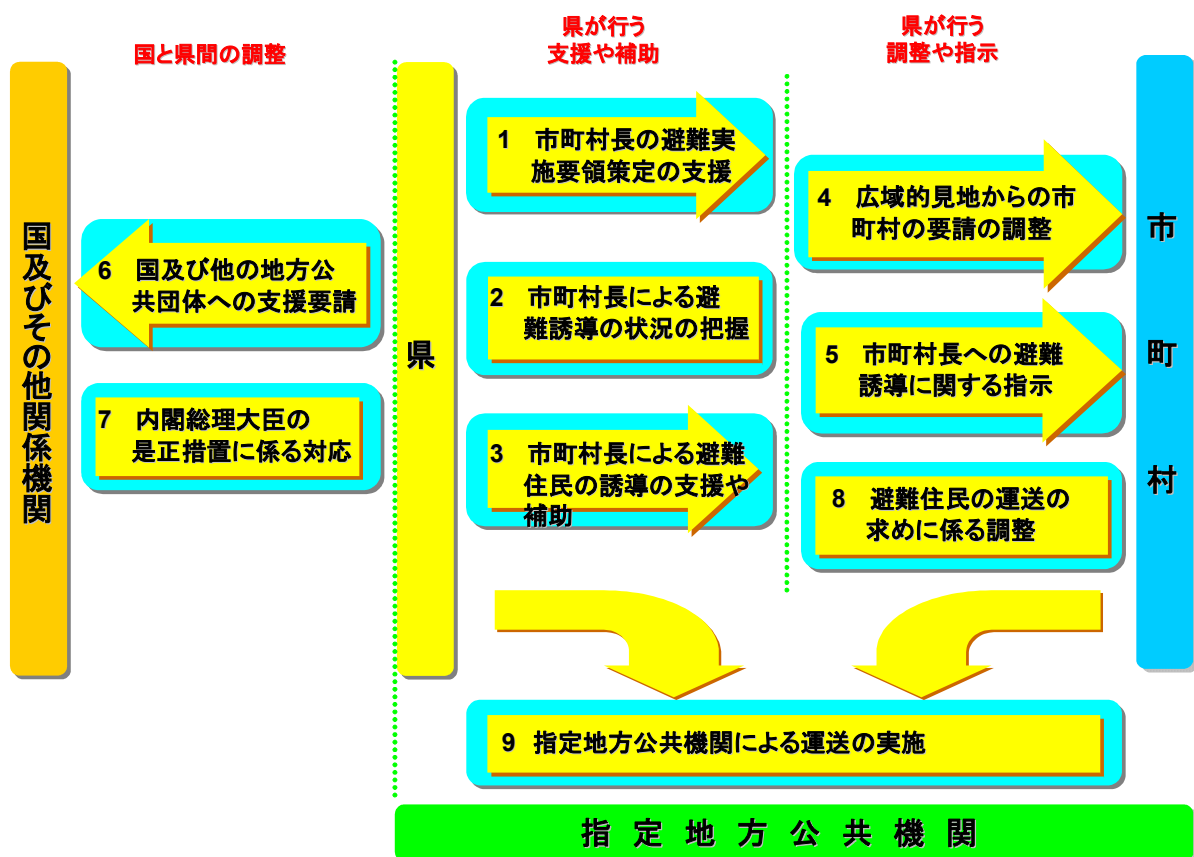 国と県間の調整
県が行う
支援や補助
県が行う
調整や指示
国及びその他関係機関
県
市町村
1 市町村長の避難実
施要領策定の支援
2 市町村長による避
難誘導の状況の把握
3 市町村長による避難
住民の誘導の支援や
補助
4 広域的見地からの市
町村の要請の調整
5 市町村長への避難
誘導に関する指示
6 国及び他の地方公
共団体への支援要請
7 内閣総理大臣の
是正措置に係る対応
8 避難住民の運送の
求めに係る調整
9 指定地方公共機関による運送の実施
指定地方公共機関